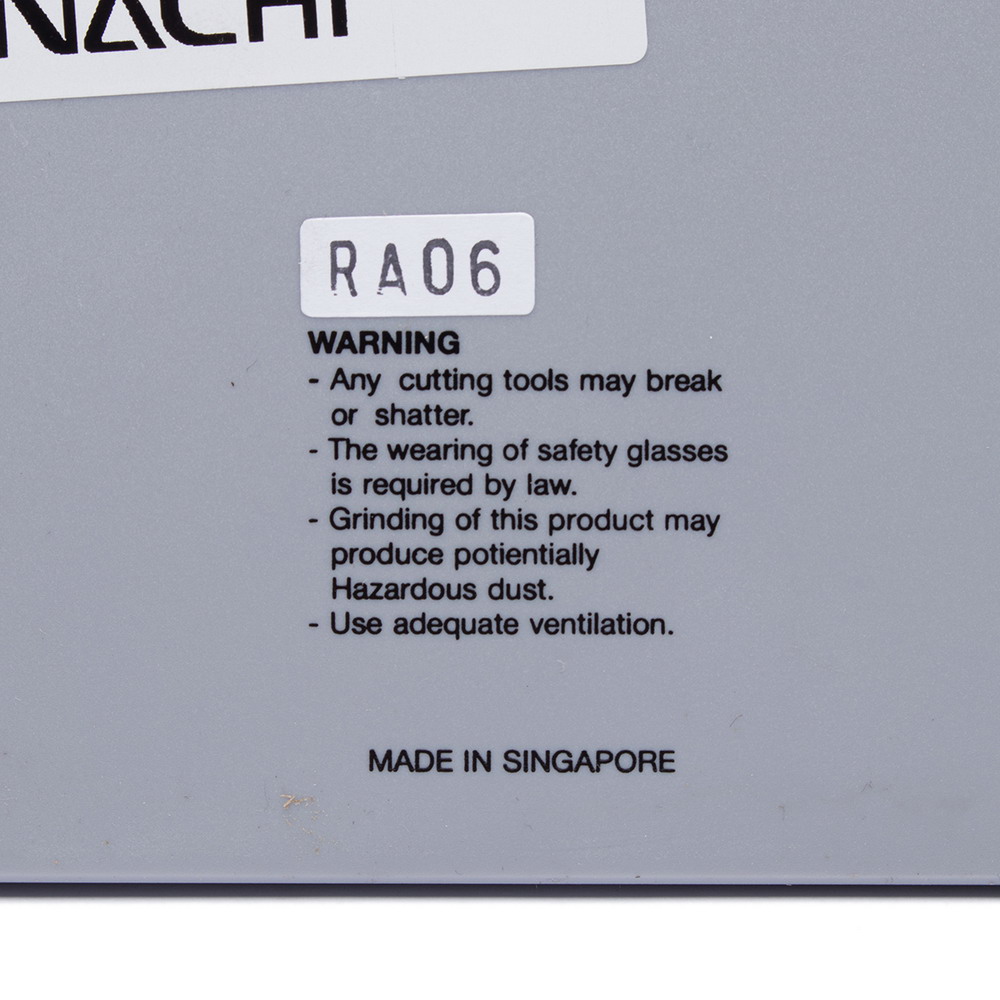 NACHI
RA06
WARNING
- Any cutting tools may break
or shatter.
- The wearing of safety glasses
is required by law.
- Grinding of this product may
produce potientially
Hazardous dust.
- Use adequate ventilation.
MADE IN SINGAPORE